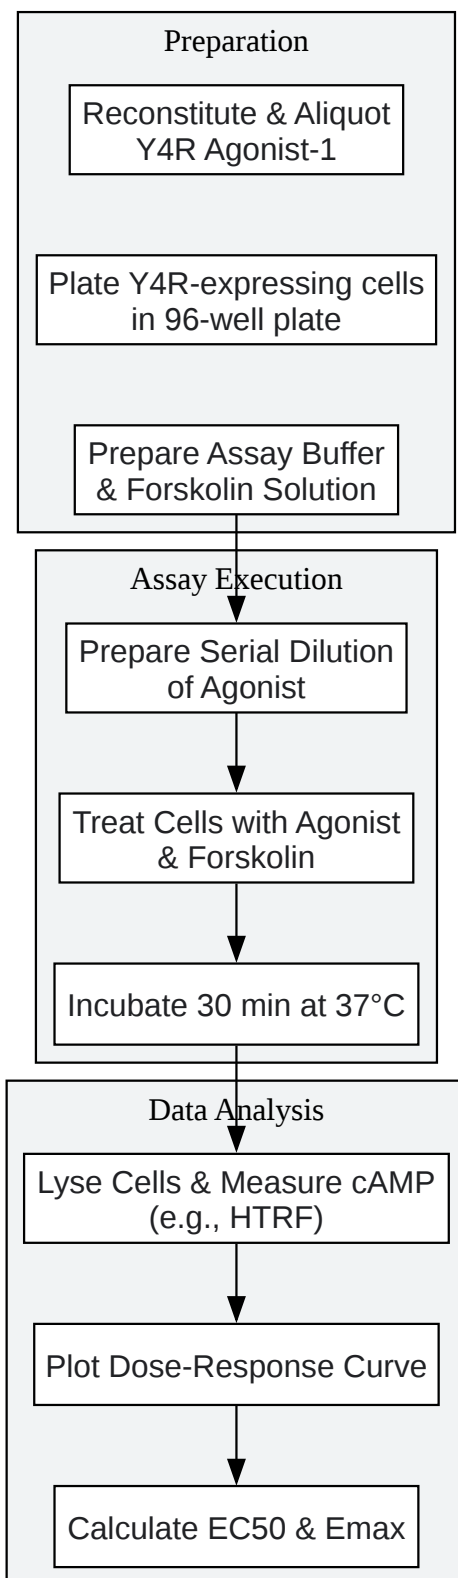 Preparation
Reconstitute & Aliquot
Y4R Agonist-1
Plate Y4R-expressing cells
in 96-well plate
Prepare Assay Buffer
& Forskolin Solution
Assay Execution
Prepare Serial Dilution
of Agonist
Treat Cells with Agonist
& Forskolin
Incubate 30 min at 37°C
Data Analysis
Lyse Cells & Measure cAMP
(e.g., HTRF)
Plot Dose-Response Curve
Calculate EC50 & Emax